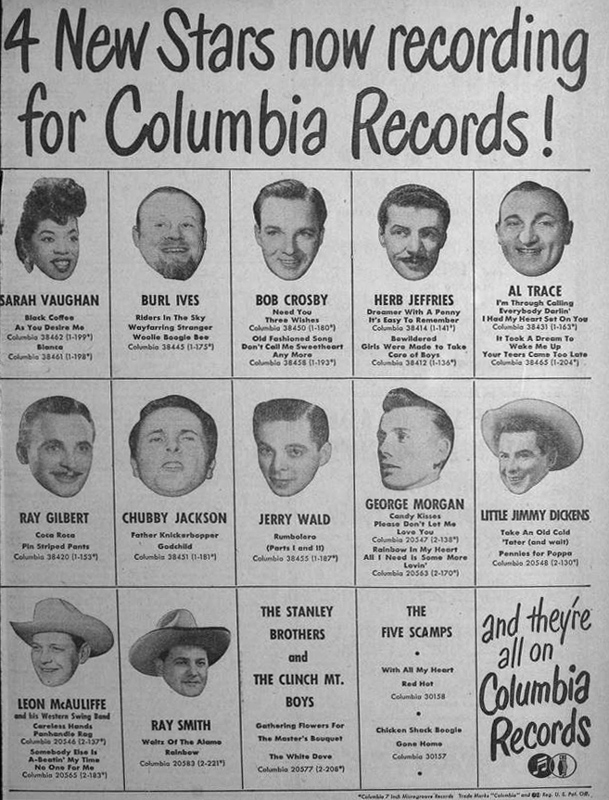 4 New Stars now recording
for Columbia Records!
SARAH VAUGHAN
Black Coffee
As You Desire Me
Columbia 38462 (1-199*)
Bianca
Columbia 38461 (1-198*)
BURL IVES
Riders In The Sky
Wayfaring Stranger
Woolie Boogie Bee
Columbia 38445 (1-175*)
BOB CROSBY
Need You
Three Wishes
Columbia 38450 (1-180*)
Old Fashioned Song
Don't Call Me Sweetheart
Any More
Columbia 38458 (1-193*)
HERB JEFFRIES
Dreamer With A Penny
It's Easy To Remember
Columbia 38414 (1-141*)
Bewildered
Girls Were Made to Take
Care of Boys
Columbia 38412 (1-136*)
AL TRACE
I'm Through Calling
Everybody Darlin'
I Had My Heart Set On You
Columbia 38431 (1-163*)
It Took A Dream To
Wake Me Up
Your Tears Came Too Late
Columbia 38465 (1-204*)
RAY GILBERT
Coca Roca
Pin Striped Pants
Columbia 38420 (1-153*)
CHUBBY JACKSON
Father Knickerbopper
Godchild
Columbia 38451 (1-181*)
JERRY WALD
Rumbolero
(Parts I and II)
Columbia 38455 (1-187*)
GEORGE MORGAN
Candy Kisses
Please Don't Let Me
Love You
Columbia 20547 (2-138*)
Rainbow In My Heart
All I Need is Some More
Lovin'
Columbia 20563 (2-170*)
LITTLE JIMMY DICKENS
Take An Old Cold
'Tater (and wait)
Pennies for Poppa
Columbia 20548 (2-130*)
LEON McAULIFFE
and his Western Swing Band
Careless Hands
Panhandle Rag
Columbia 20546 (2-137*)
Somebody Else Is
A-Beatin' My Time
No One For Me
Columbia 20565 (2-183*)
RAY SMITH
Waltz Of The Alamo
Rainbow
Columbia 20583 (2-221*)
THE STANLEY
BROTHERS
and
THE CLINCH MT.
BOYS
Gathering Flowers For
The Master's Bouquet
The White Dove
Columbia 20577 (2-208*)
THE
FIVE SCAMPS
With All My Heart
Red Hot
Columbia 30158
Chicken Shack Boogie
Gone Home
Columbia 30157
and they're
all on
Columbia
Records
*Columbia 7 Inch Microgroove Records Trade Marks "Columbia" and Reg. U. S. Pat. Off.